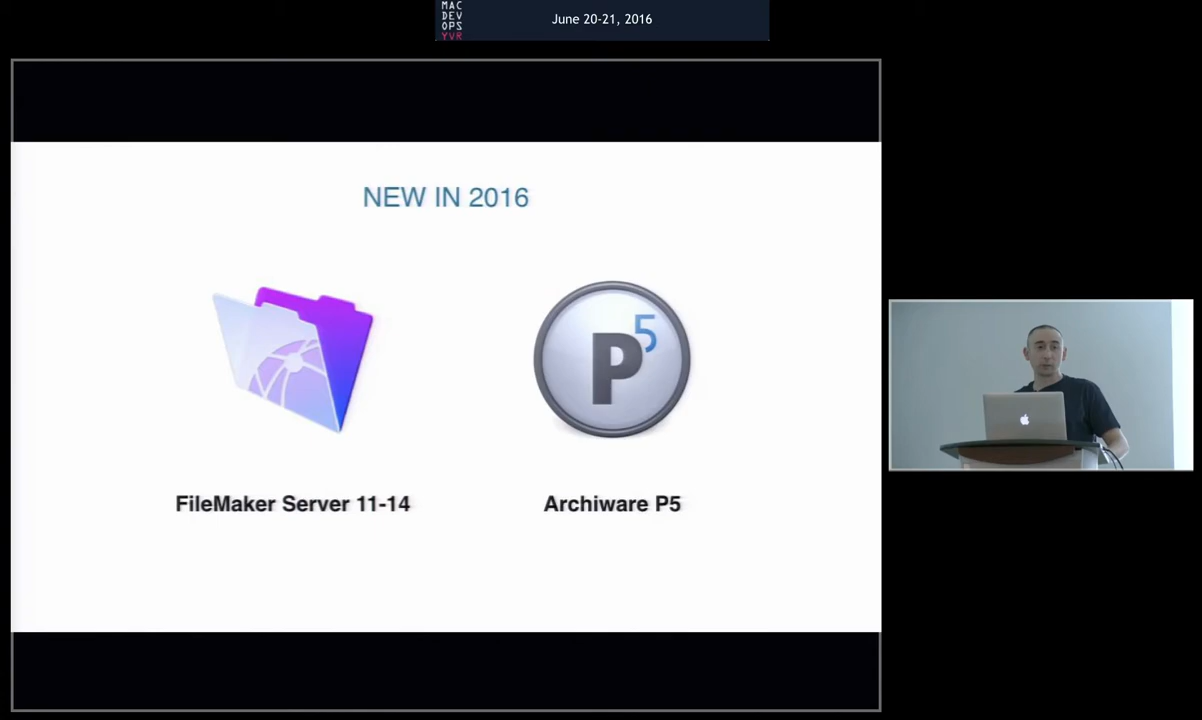 MAC
DEV
OPS
YVR
June 20-21, 2016
NEW IN 2016
P5
FileMaker Server 11-14
Archiware P5